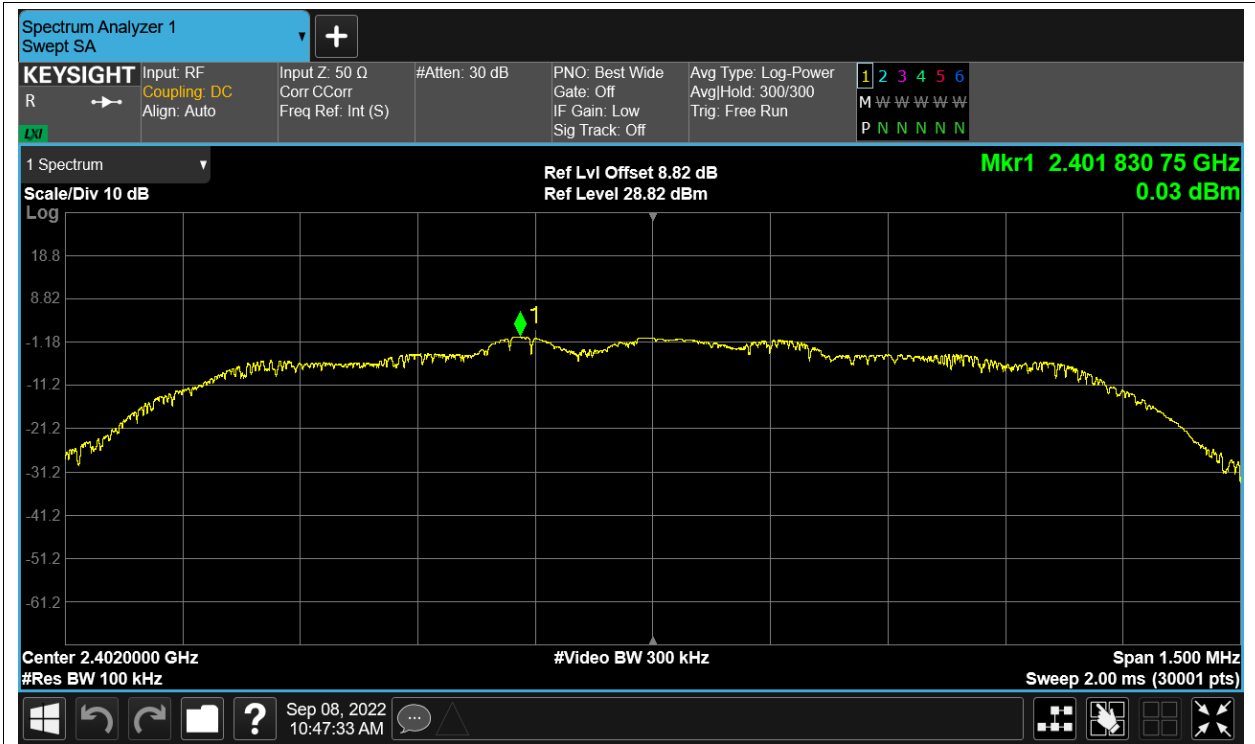 Spectrum Analyzer 1
Swept SA
KEYSIGHT
R
LXI
Input: RF
Coupling: DC
Align: Auto
Input Z: 50 Ω
Corr CCorr
Freq Ref: Int (S)
#Atten: 30 dB
PNO: Best Wide
Gate: Off
IF Gain: Low
Sig Track: Off
Avg Type: Log-Power
Avg|Hold: 300/300
Trig: Free Run
1 2 3 4 5 6
M W W W W W
P N N N N N
1 Spectrum
Scale/Div 10 dB
Log
Ref Lvl Offset 8.82 dB
Ref Level 28.82 dBm
Mkr1 2.401 830 75 GHz
0.03 dBm
18.8
8.82
-1.18
-11.2
-21.2
-31.2
-41.2
-51.2
-61.2
1
Center 2.4020000 GHz
#Video BW 300 kHz
Span 1.500 MHz
#Res BW 100 kHz
Sweep 2.00 ms (30001 pts)
?
Sep 08, 2022
10:47:33 AM